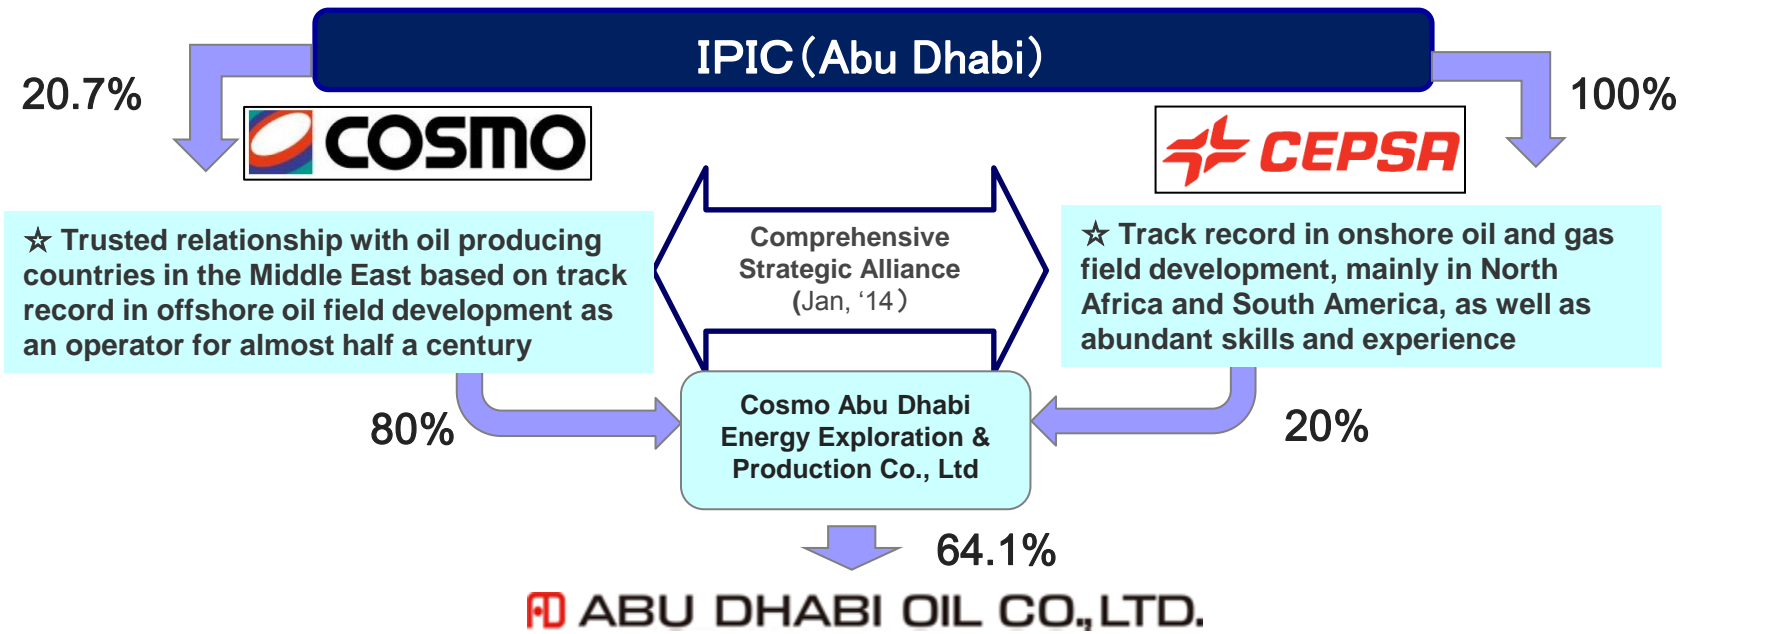 IPIC（Abu Dhabi）
20.7%
100%
COSMO
CEPSA
☆ Trusted relationship with oil producing
countries in the Middle East based on track
record in offshore oil field development as
an operator for almost half a century
Comprehensive
Strategic Alliance
(Jan, ‘14）
☆ Track record in onshore oil and gas
field development, mainly in North
Africa and South America, as well as
abundant skills and experience
80%
Cosmo Abu Dhabi
Energy Exploration &
Production Co., Ltd
20%
64.1%
ABU DHABI OIL CO., LTD.